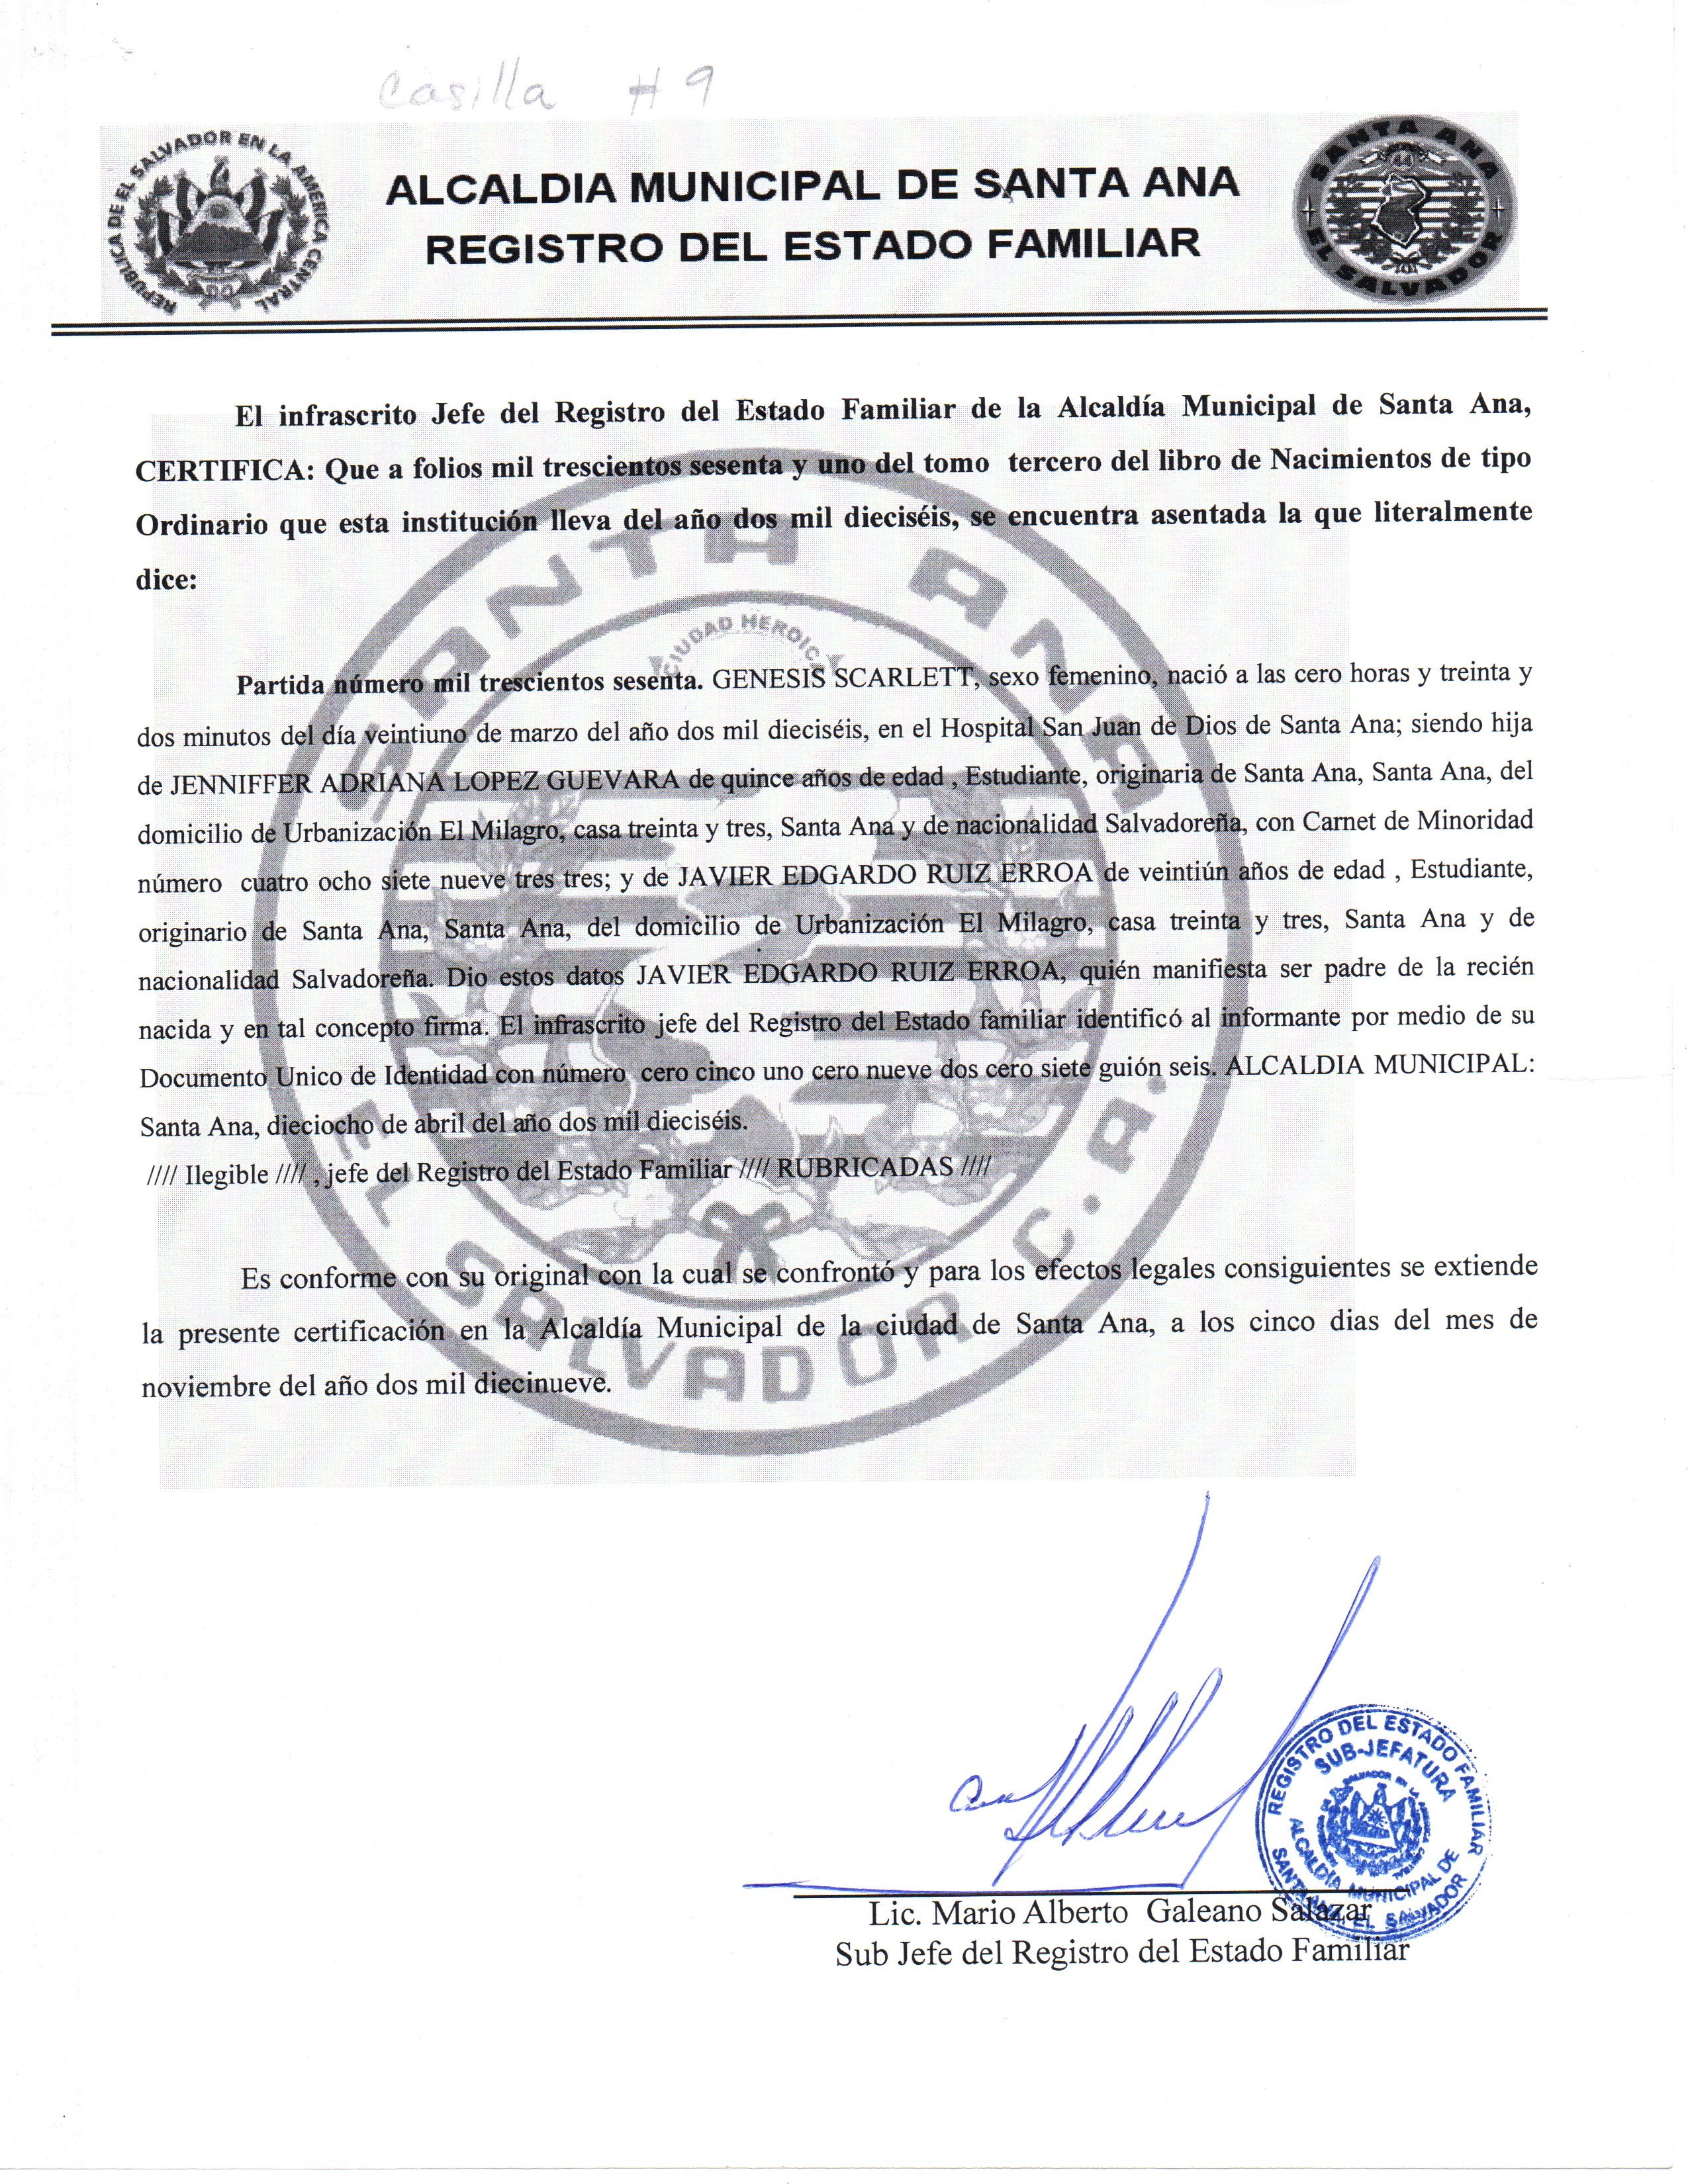 Casilla # 9
REPUBLICA DE EL SALVADOR EN LA AMERICA CENTRAL
ALCALDIA MUNICIPAL DE SANTA ANA
REGISTRO DEL ESTADO FAMILIAR
SANTA ANA
EL SALVADOR
El infrascrito Jefe del Registro del Estado Familiar de la Alcaldía Municipal de Santa Ana,
CERTIFICA: Que a folios mil trescientos sesenta y uno del tomo tercero del libro de Nacimientos de tipo
Ordinario que esta institución lleva del año dos mil dieciséis, se encuentra asentada la que literalmente
dice:
SANTA ANA
CIUDAD HEROICA
EL SALVADOR C.A.
Partida número mil trescientos sesenta. GENESIS SCARLETT, sexo femenino, nació a las cero horas y treinta y
dos minutos del día veintiuno de marzo del año dos mil dieciséis, en el Hospital San Juan de Dios de Santa Ana; siendo hija
de JENNIFFER ADRIANA LOPEZ GUEVARA de quince años de edad , Estudiante, originaria de Santa Ana, Santa Ana, del
domicilio de Urbanización El Milagro, casa treinta y tres, Santa Ana y de nacionalidad Salvadoreña, con Carnet de Minoridad
número cuatro ocho siete nueve tres tres; y de JAVIER EDGARDO RUIZ ERROA de veintiún años de edad , Estudiante,
originario de Santa Ana, Santa Ana, del domicilio de Urbanización El Milagro, casa treinta y tres, Santa Ana y de
nacionalidad Salvadoreña. Dio estos datos JAVIER EDGARDO RUIZ ERROA, quién manifiesta ser padre de la recién
nacida y en tal concepto firma. El infrascrito jefe del Registro del Estado familiar identificó al informante por medio de su
Documento Unico de Identidad con número cero cinco uno cero nueve dos cero siete guión seis. ALCALDIA MUNICIPAL:
Santa Ana, dieciocho de abril del año dos mil dieciséis.
//// Ilegible //// , jefe del Registro del Estado Familiar //// RUBRICADAS ////
Es conforme con su original con la cual se confrontó y para los efectos legales consiguientes se extiende
la presente certificación en la Alcaldía Municipal de la ciudad de Santa Ana, a los cinco dias del mes de
noviembre del año dos mil diecinueve.
REGISTRO DEL ESTADO FAMILIAR
SUB-JEFATURA
ALCALDIA MUNICIPAL DE
SANTA ANA, EL SALVADOR
Lic. Mario Alberto Galeano Salazar
Sub Jefe del Registro del Estado Familiar